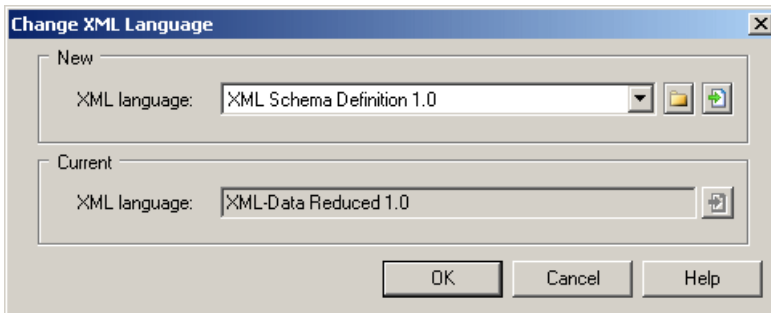 Change XML Language
New
XML language: XML Schema Definition 1.0
Current
XML language: XML-Data Reduced 1.0
OK Cancel Help